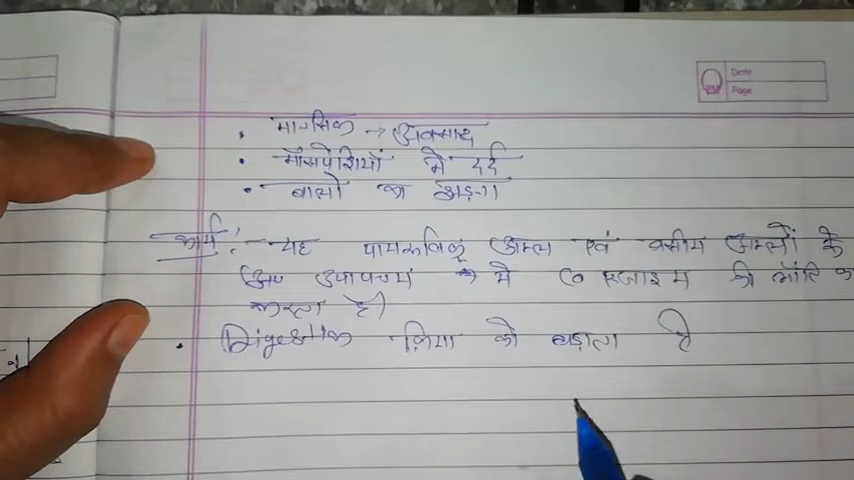 Date
Page
• मानसिक → अवसाद
• माँसपेशियों में दर्द
• बालों का झड़ना
कार्य :- यह पायरूविक अम्ल एवं वसीय अम्लों के
उपापचय में Co एंजाइम की भाँति क
करता है।
• Digestion क्रिया को बढ़ाता है